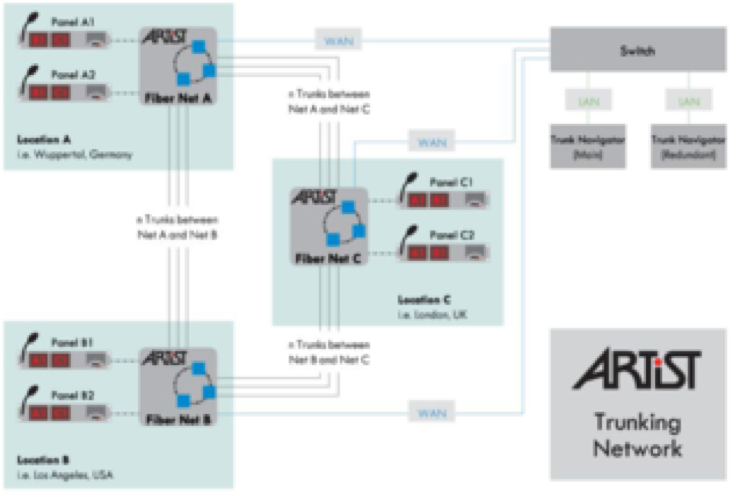 Panel A1
Panel A2
ARTIST
Fiber Net A
Location A
i.e. Wuppertal, Germany
WAN
n Trunks between
Net A and Net C
Switch
LAN
LAN
Trunk Navigator
(Main)
Trunk Navigator
(Redundant)
WAN
n Trunks between
Net A and Net B
ARTIST
Fiber Net C
Panel C1
Panel C2
Location C
i.e. London, UK
n Trunks between
Net B and Net C
Panel B1
Panel B2
ARTIST
Fiber Net B
Location B
i.e. Los Angeles, USA
WAN
ARTIST
Trunking
Network